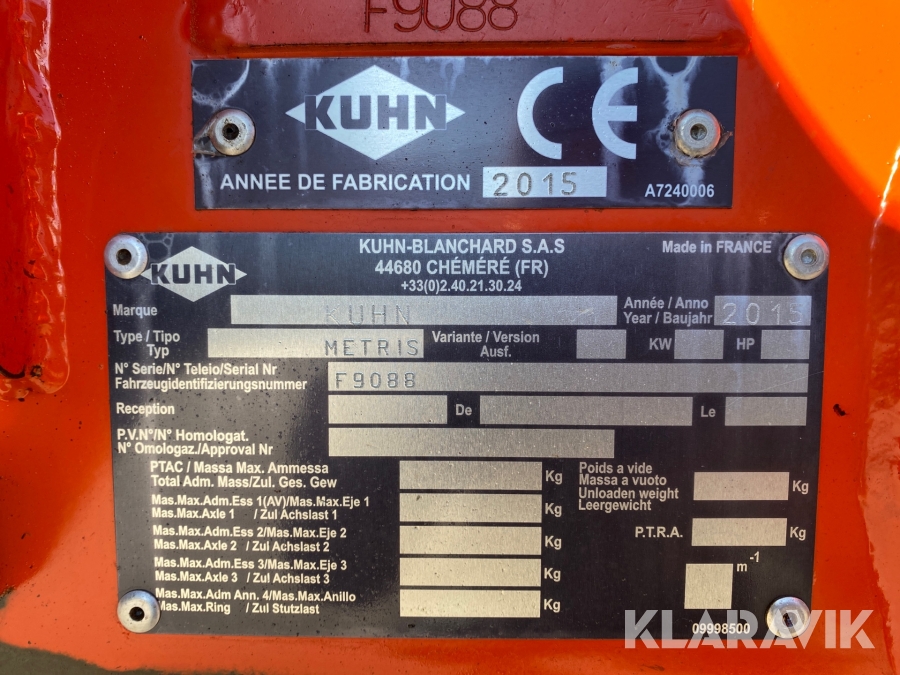 F9088
KUHN CE
ANNEE DE FABRICATION 2015 A7240006
KUHN
KUHN-BLANCHARD S.A.S Made in FRANCE
44680 CHÉMÉRÉ (FR)
+33(0)2.40.21.30.24
Marque KUHN Année / Anno 2015
Year / Baujahr
Type / Tipo METRIS Variante / Version KW HP
Typ Ausf.
N° Serie/N° Teleio/Serial Nr F9088
Fahrzeugidentifizierungsnummer
Reception De Le
P.V.N°/N° Homologat.
N° Omologaz./Approval Nr
PTAC / Massa Max. Ammessa Kg
Total Adm. Mass/Zul. Ges. Gew
Poids a vide
Massa a vuoto Kg
Unloaden weight
Leergewicht
Mas.Max.Adm.Ess 1(AV)/Mas.Max.Eje 1 Kg
Mas.Max.Axle 1 / Zul Achslast 1
P.T.R.A. Kg
Mas.Max.Adm.Ess 2/Mas.Max.Eje 2 Kg
Mas.Max.Axle 2 / Zul Achslast 2
Mas.Max.Adm.Ess 3/Mas.Max.Eje 3 Kg
Mas.Max.Axle 3 / Zul Achslast 3
m-1
Mas.Max.Adm Ann. 4/Mas.Max.Anillo Kg
Mas.Max.Ring / Zul Stutzlast
09998500
KLARAVIK